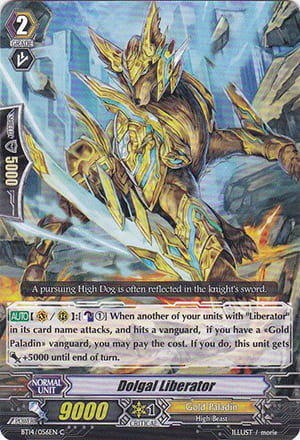 2
GRADE
5000
A pursuing High Dog is often reflected in the knight's sword.
AUTO [ ]:[ (1)] When another of your units with "Liberator"
in its card name attacks, and hits a vanguard, if you have a «Gold
Paladin» vanguard, you may pay the cost. If you do, this unit gets
+5000 until end of turn.
NORMAL
UNIT
Dolgal Liberator
9000
1
CRITICAL
Gold Paladin
High Beast
BT14/056EN C
ILLUST / morie